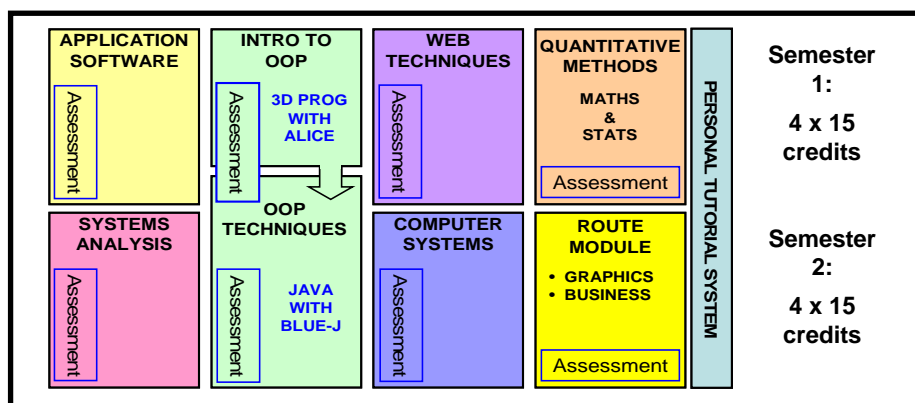 APPLICATION
SOFTWARE
Assessment
INTRO TO
OOP
Assessment
3D PROG
WITH
ALICE
WEB
TECHNIQUES
Assessment
QUANTITATIVE
METHODS
MATHS
&
STATS
Assessment
PERSONAL TUTORIAL SYSTEM
Semester
1:
4 x 15
credits
SYSTEMS
ANALYSIS
Assessment
OOP
TECHNIQUES
Assessment
JAVA
WITH
BLUE-J
COMPUTER
SYSTEMS
Assessment
ROUTE
MODULE
• GRAPHICS
• BUSINESS
Assessment
Semester
2:
4 x 15
credits